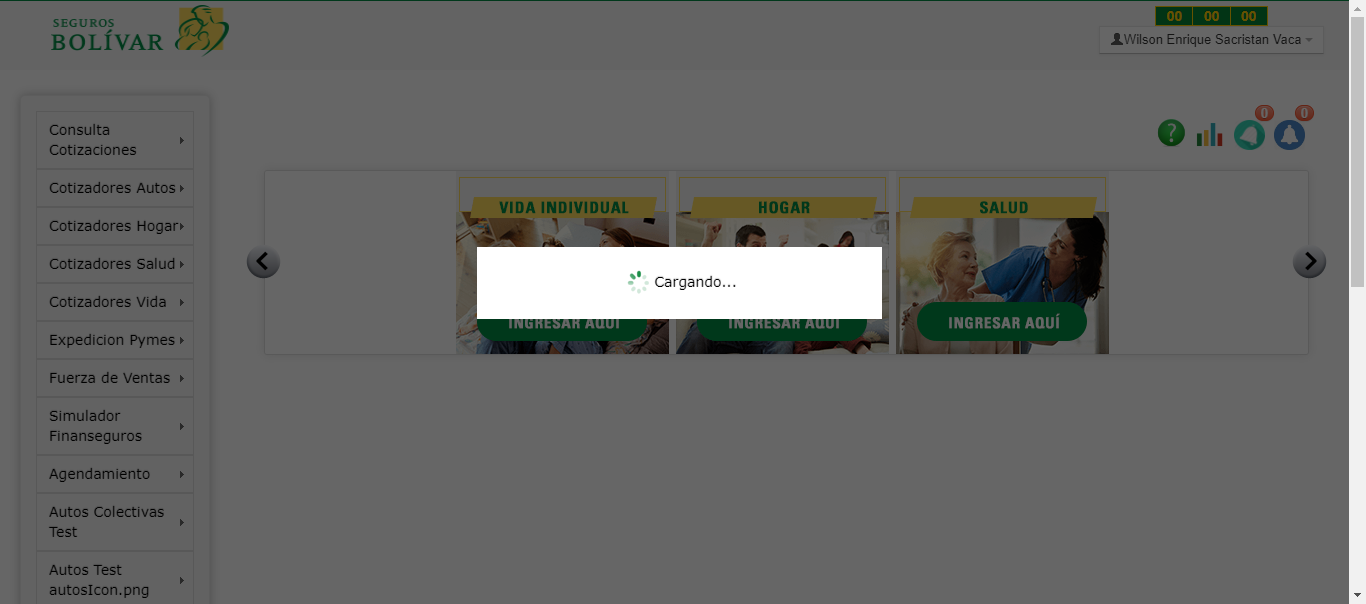 SEGUROS
BOLÍVAR
00 00 00
Wilson Enrique Sacristan Vaca
Consulta
Cotizaciones
Cotizadores Autos
Cotizadores Hogar
Cotizadores Salud
Cotizadores Vida
Expedicion Pymes
Fuerza de Ventas
Simulador
Finanseguros
Agendamiento
Autos Colectivas
Test
Autos Test
autosIcon.png
?
0
0
VIDA INDIVIDUAL
HOGAR
SALUD
Cargando...
INGRESAR AQUÍ
INGRESAR AQUÍ
INGRESAR AQUÍ